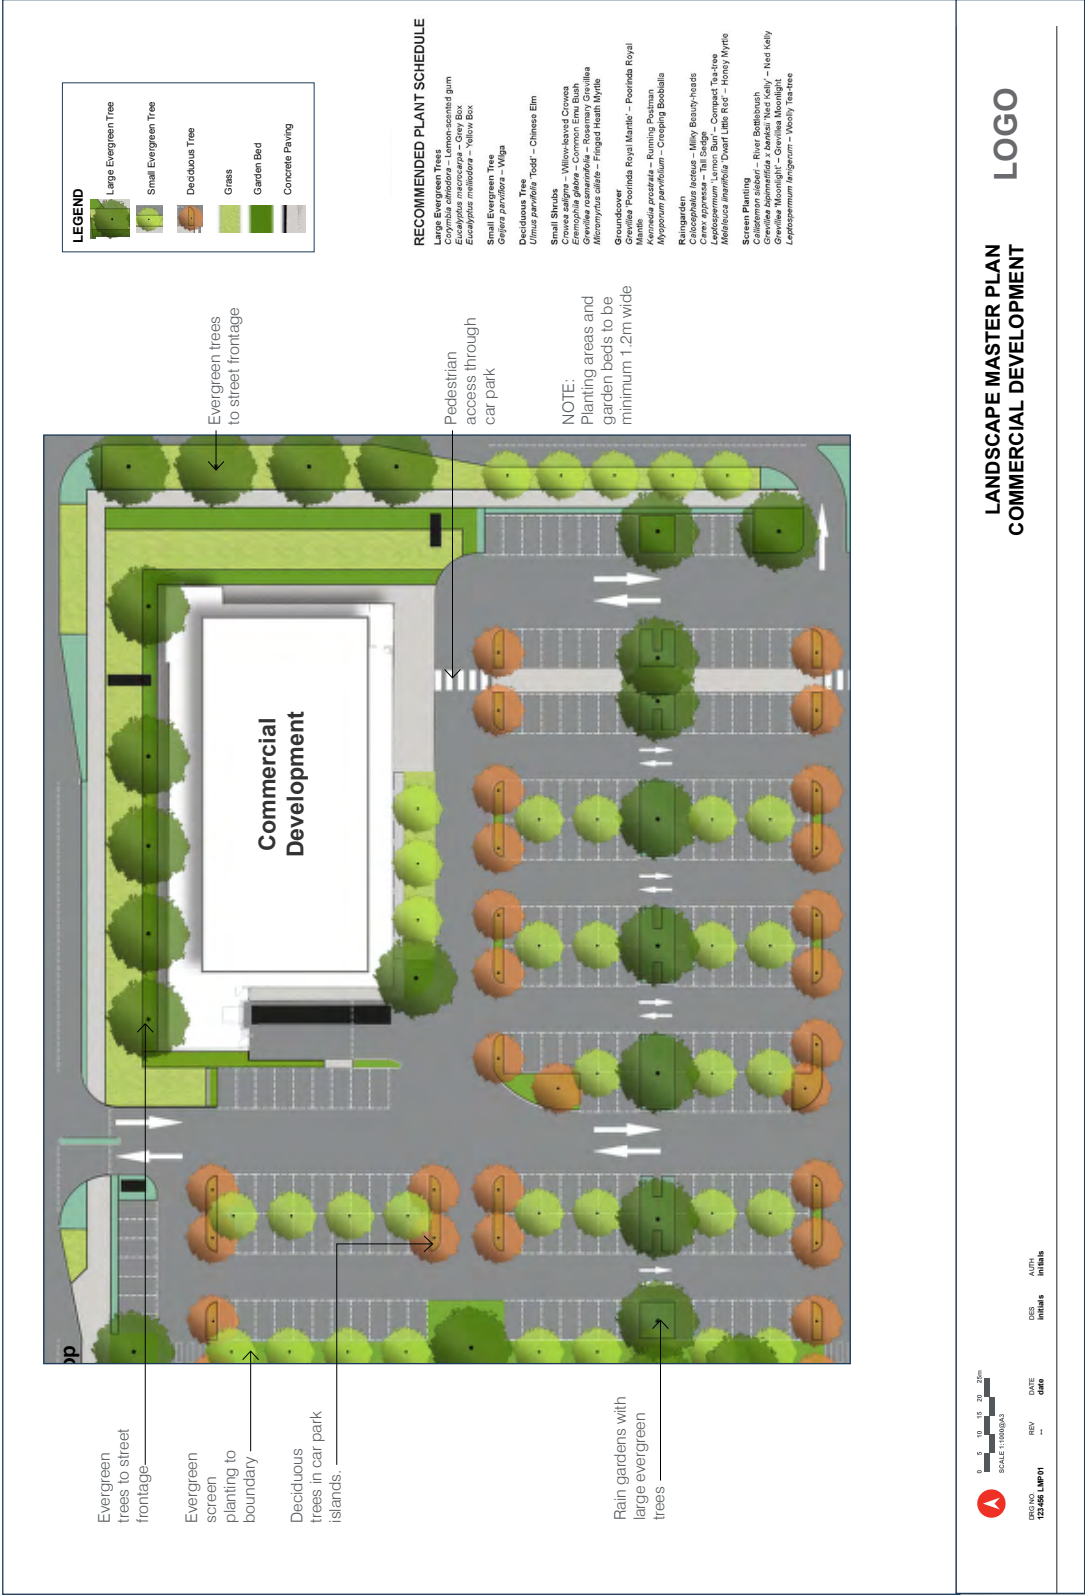 LEGEND
Large Evergreen Tree
Small Evergreen Tree
Deciduous Tree
Grass
Garden Bed
Concrete Paving
RECOMMENDED PLANT SCHEDULE
Large Evergreen Trees
Corymbia citriodora – Lemon-scented gum
Eucalyptus macrocarpa – Grey Box
Eucalyptus melliodora – Yellow Box
Small Evergreen Tree
Geijera parviflora – Wilga
Deciduous Tree
Ulmus parvifolia 'Todd' – Chinese Elm
Small Shrubs
Crowea saligna – Willow-leaved Crowea
Eremophila glabra – Common Emu Bush
Grevillea rosmarinifolia – Rosemary Grevillea
Micromyrtus ciliate – Fringed Heath Myrtle
Groundcover
Grevillea 'Poorinda Royal Mantle' – Poorinda Royal
Mantle
Kennedia prostrata – Running Postman
Myoporum parvifolium – Creeping Boobialla
Raingarden
Calocephalus lacteus – Milky Beauty-heads
Carex appressa – Tall Sedge
Leptospermum 'Lemon Bun' – Compact Tea-tree
Melaleuca linariifolia 'Dwarf Little Red' – Honey Myrtle
Screen Planting
Callistemon sieberi – River Bottlebrush
Grevillea bipinnatifida x banksii 'Ned Kelly' – Ned Kelly
Grevillea 'Moonlight' – Grevillea Moonlight
Leptospermum lanigerum – Woolly Tea-tree
Evergreen trees
to street frontage
Pedestrian
access through
car park
NOTE:
Planting areas and
garden beds to be
minimum 1.2m wide
Commercial
Development
op
Evergreen
trees to street
frontage
Evergreen
screen
planting to
boundary
Deciduous
trees in car park
islands.
Rain gardens with
large evergreen
trees
LOGO
LANDSCAPE MASTER PLAN
COMMERCIAL DEVELOPMENT
0 5 10 15 20 25m
SCALE 1:1000@A3
DRG NO. REV DATE DES AUTH
123456 LMP01 -- date initials initials